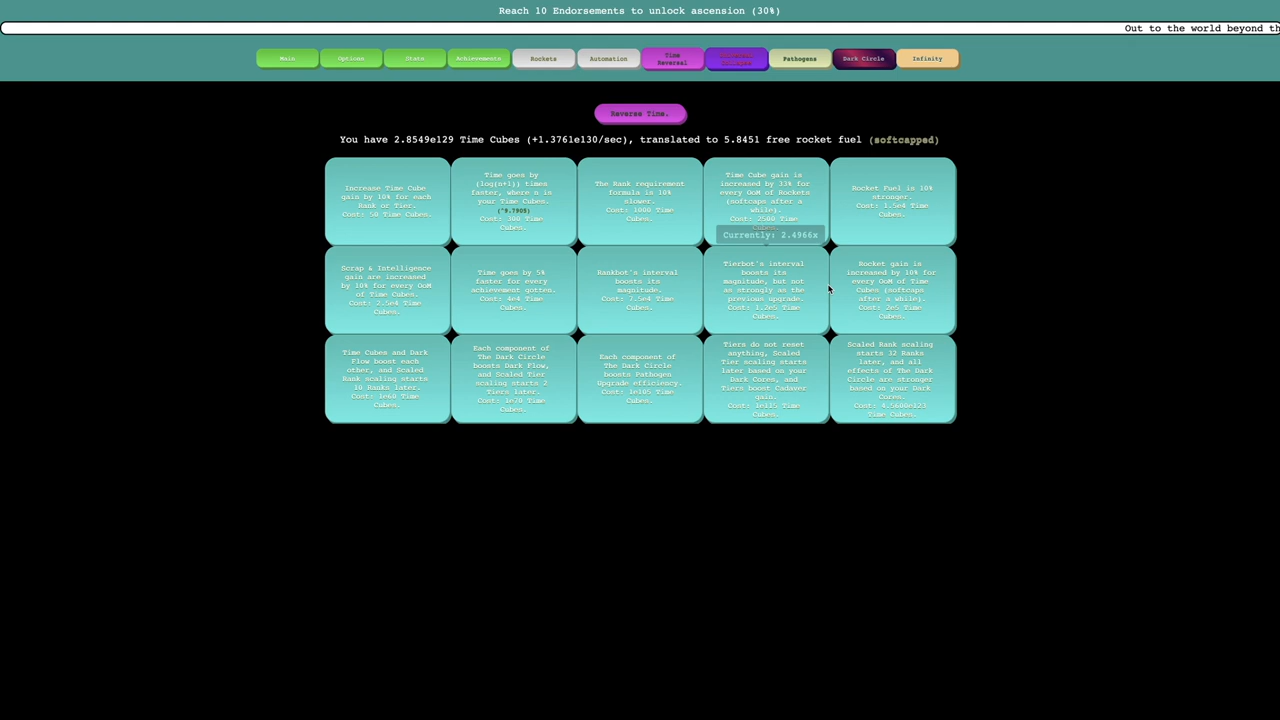 Reach 10 Endorsements to unlock ascension (30%)
Out to the world beyond th
Main
Options
Stats
Achievements
Rockets
Automation
Time
Reversal
Pathogens
Dark Circle
Infinity
Reverse Time.
You have 2.8549e129 Time Cubes (+1.3761e130/sec), translated to 5.8451 free rocket fuel (softcapped)
Increase Time Cube
gain by 10% for each
Rank or Tier.
Cost: 50 Time Cubes.
Time goes by
(log(n+1)) times
faster, where n is
your Time Cubes.
(^9.7905)
Cost: 300 Time
Cubes.
The Rank requirement
formula is 10%
slower.
Cost: 1000 Time
Cubes.
Time Cube gain is
increased by 33% for
every OoM of Rockets
(softcaps after a
while).
Cost: 2500 Time
Cubes.
Currently: 2.4966x
Rocket Fuel is 10%
stronger.
Cost: 1.5e4 Time
Cubes.
Scrap & Intelligence
gain are increased
by 10% for every OoM
of Time Cubes.
Cost: 2.5e4 Time
Cubes.
Time goes by 5%
faster for every
achievement gotten.
Cost: 4e4 Time
Cubes.
Rankbot's interval
boosts its
magnitude.
Cost: 7.5e4 Time
Cubes.
Tierbot's interval
boosts its
magnitude, but not
as strongly as the
previous upgrade.
Cost: 1.2e5 Time
Cubes.
Rocket gain is
increased by 10% for
every OoM of Time
Cubes (softcaps
after a while).
Cost: 2e5 Time
Cubes.
Time Cubes and Dark
Flow boost each
other, and Scaled
Rank scaling starts
10 Ranks later.
Cost: 1e60 Time
Cubes.
Each component of
The Dark Circle
boosts Dark Flow,
and Scaled Tier
scaling starts 2
Tiers later.
Cost: 1e70 Time
Cubes.
Each component of
The Dark Circle
boosts Pathogen
Upgrade efficiency.
Cost: 1e105 Time
Cubes.
Tiers do not reset
anything, Scaled
Tier scaling starts
later based on your
Dark Cores, and
Tiers boost Cadaver
gain.
Cost: 1e115 Time
Cubes.
Scaled Rank scaling
starts 32 Ranks
later, and all
effects of The Dark
Circle are stronger
based on your Dark
Cores.
Cost: 4.5600e123
Time Cubes.